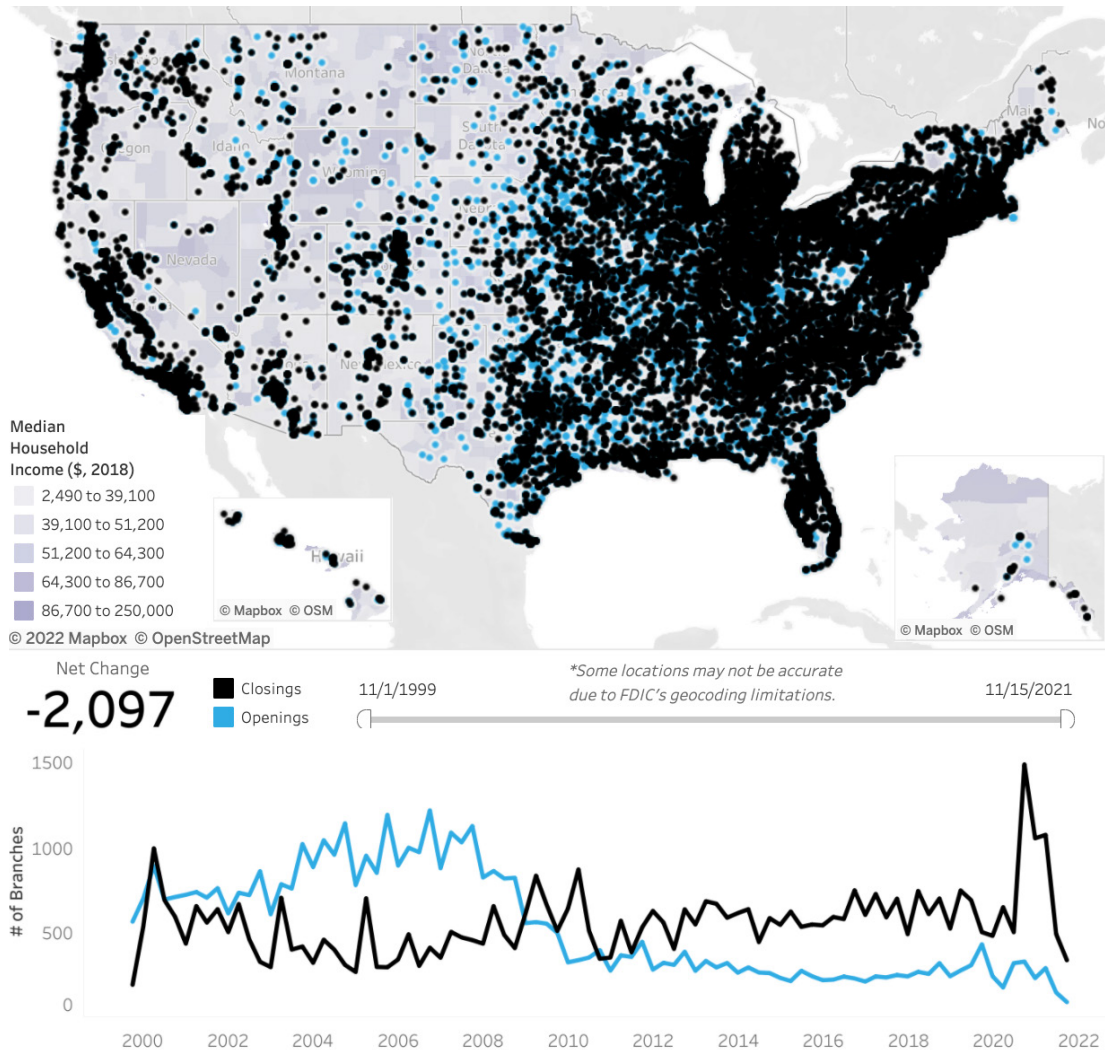 Montana
Oregon
Idaho
Wyoming
Nevada
Median
Household
Income ($, 2018)
2,490 to 39,100
39,100 to 51,200
51,200 to 64,300
64,300 to 86,700
86,700 to 250,000
Hawaii
© Mapbox © OSM
© Mapbox © OSM
© 2022 Mapbox © OpenStreetMap
Net Change
-2,097
Closings
Openings
11/1/1999
*Some locations may not be accurate
due to FDIC's geocoding limitations.
11/15/2021
# of Branches
1500
1000
500
0
2000
2002
2004
2006
2008
2010
2012
2014
2016
2018
2020
2022